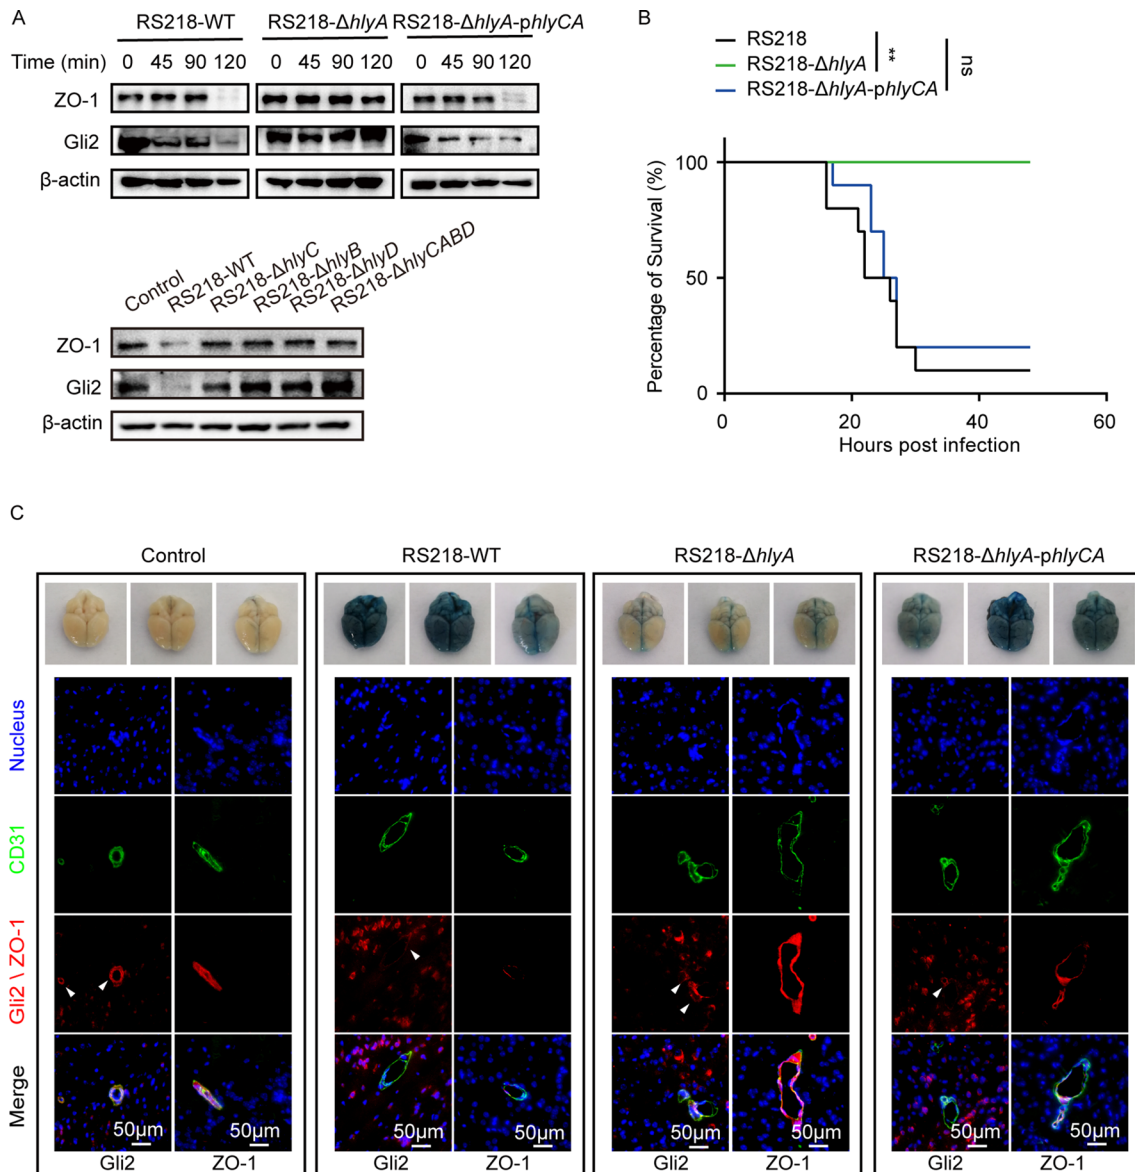 A
RS218-WT RS218-ΔhlyA RS218-ΔhlyA-phlyCA
Time (min) 0 45 90 120 0 45 90 120 0 45 90 120
ZO-1
Gli2
β-actin
Control RS218-WT RS218-ΔhlyC RS218-ΔhlyB RS218-ΔhlyD RS218-ΔhlyCABD
ZO-1
Gli2
β-actin
B
RS218
RS218-ΔhlyA
RS218-ΔhlyA-phlyCA
**
ns
Percentage of Survival (%)
100
50
0
0 20 40 60
Hours post infection
C
Control RS218-WT RS218-ΔhlyA RS218-ΔhlyA-phlyCA
Nucleus
CD31
Gli2 \ ZO-1
Merge
50μm 50μm 50μm 50μm 50μm 50μm 50μm 50μm
Gli2 ZO-1 Gli2 ZO-1 Gli2 ZO-1 Gli2 ZO-1